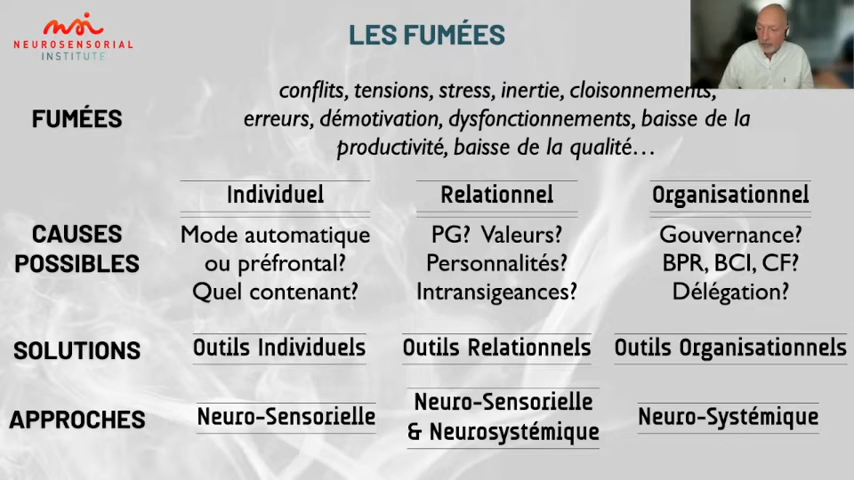 nsi
NEUROSENSORIAL
INSTITUTE
LES FUMÉES
FUMÉES
conflits, tensions, stress, inertie, cloisonnements,
erreurs, démotivation, dysfonctionnements, baisse de la
productivité, baisse de la qualité…
Individuel
Relationnel
Organisationnel
CAUSES
POSSIBLES
Mode automatique
ou préfrontal?
Quel contenant?
PG? Valeurs?
Personnalités?
Intransigeances?
Gouvernance?
BPR, BCI, CF?
Délégation?
SOLUTIONS
Outils Individuels
Outils Relationnels
Outils Organisationnels
APPROCHES
Neuro-Sensorielle
Neuro-Sensorielle
& Neurosystémique
Neuro-Systémique